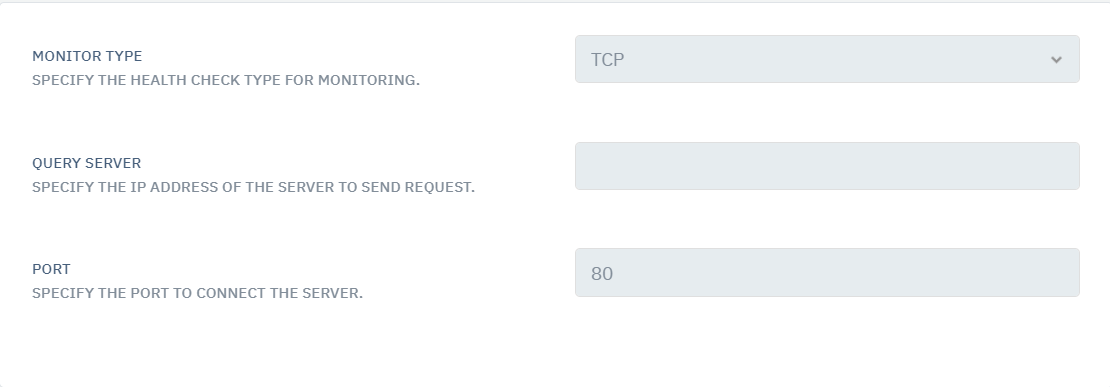 MONITOR TYPE
TCP
SPECIFY THE HEALTH CHECK TYPE FOR MONITORING.
QUERY SERVER
SPECIFY THE IP ADDRESS OF THE SERVER TO SEND REQUEST.
PORT
80
SPECIFY THE PORT TO CONNECT THE SERVER.